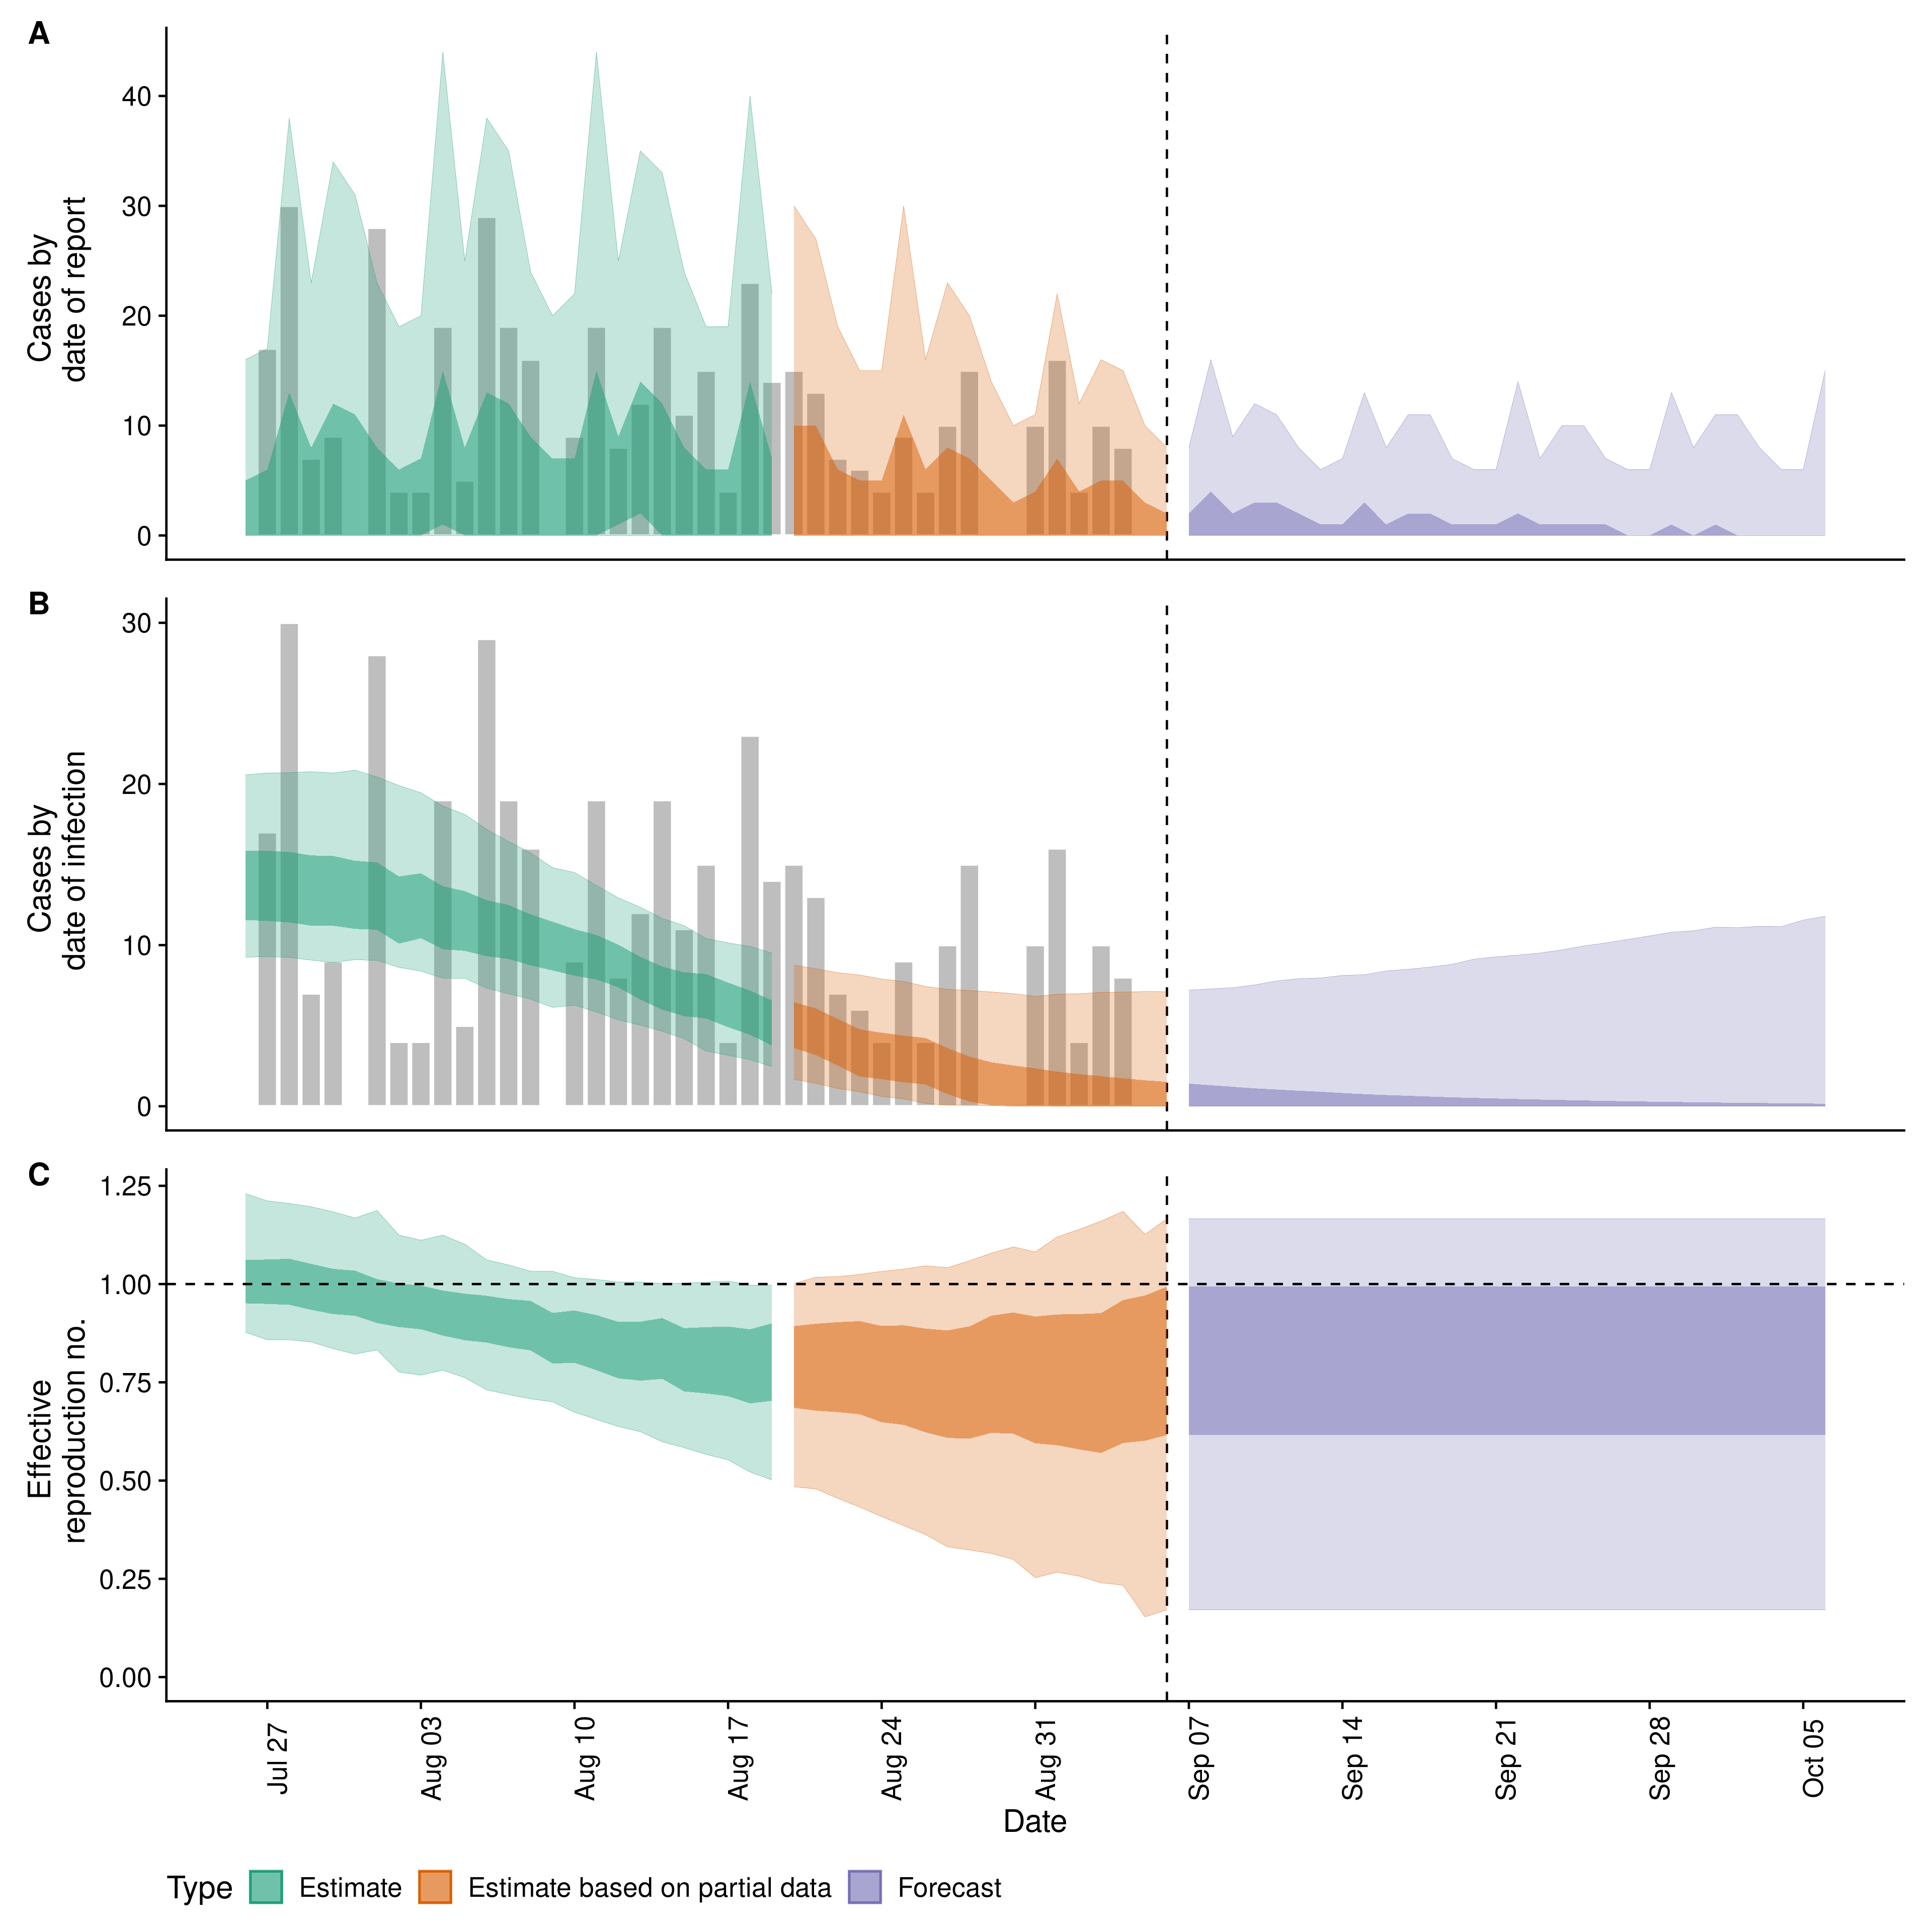 A
Cases by
date of report
40
30
20
10
0
B
Cases by
date of infection
30
20
10
0
C
Effective
reproduction no.
1.25
1.00
0.75
0.50
0.25
0.00
Jul 27
Aug 03
Aug 10
Aug 17
Aug 24
Aug 31
Sep 07
Sep 14
Sep 21
Sep 28
Oct 05
Date
Type Estimate Estimate based on partial data Forecast